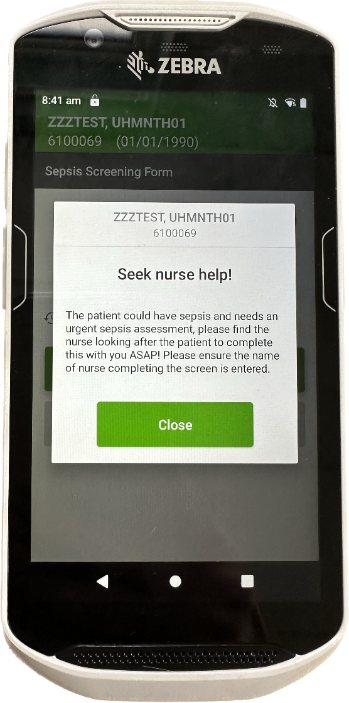 ZEBRA
8:41 am
ZZZTEST, UHMNTH01
6100069 (01/01/1990)
Sepsis Screening Form
ZZZTEST, UHMNTH01
6100069
Seek nurse help!
The patient could have sepsis and needs an
urgent sepsis assessment, please find the
nurse looking after the patient to complete
this with you ASAP! Please ensure the name
of nurse completing the screen is entered.
Close